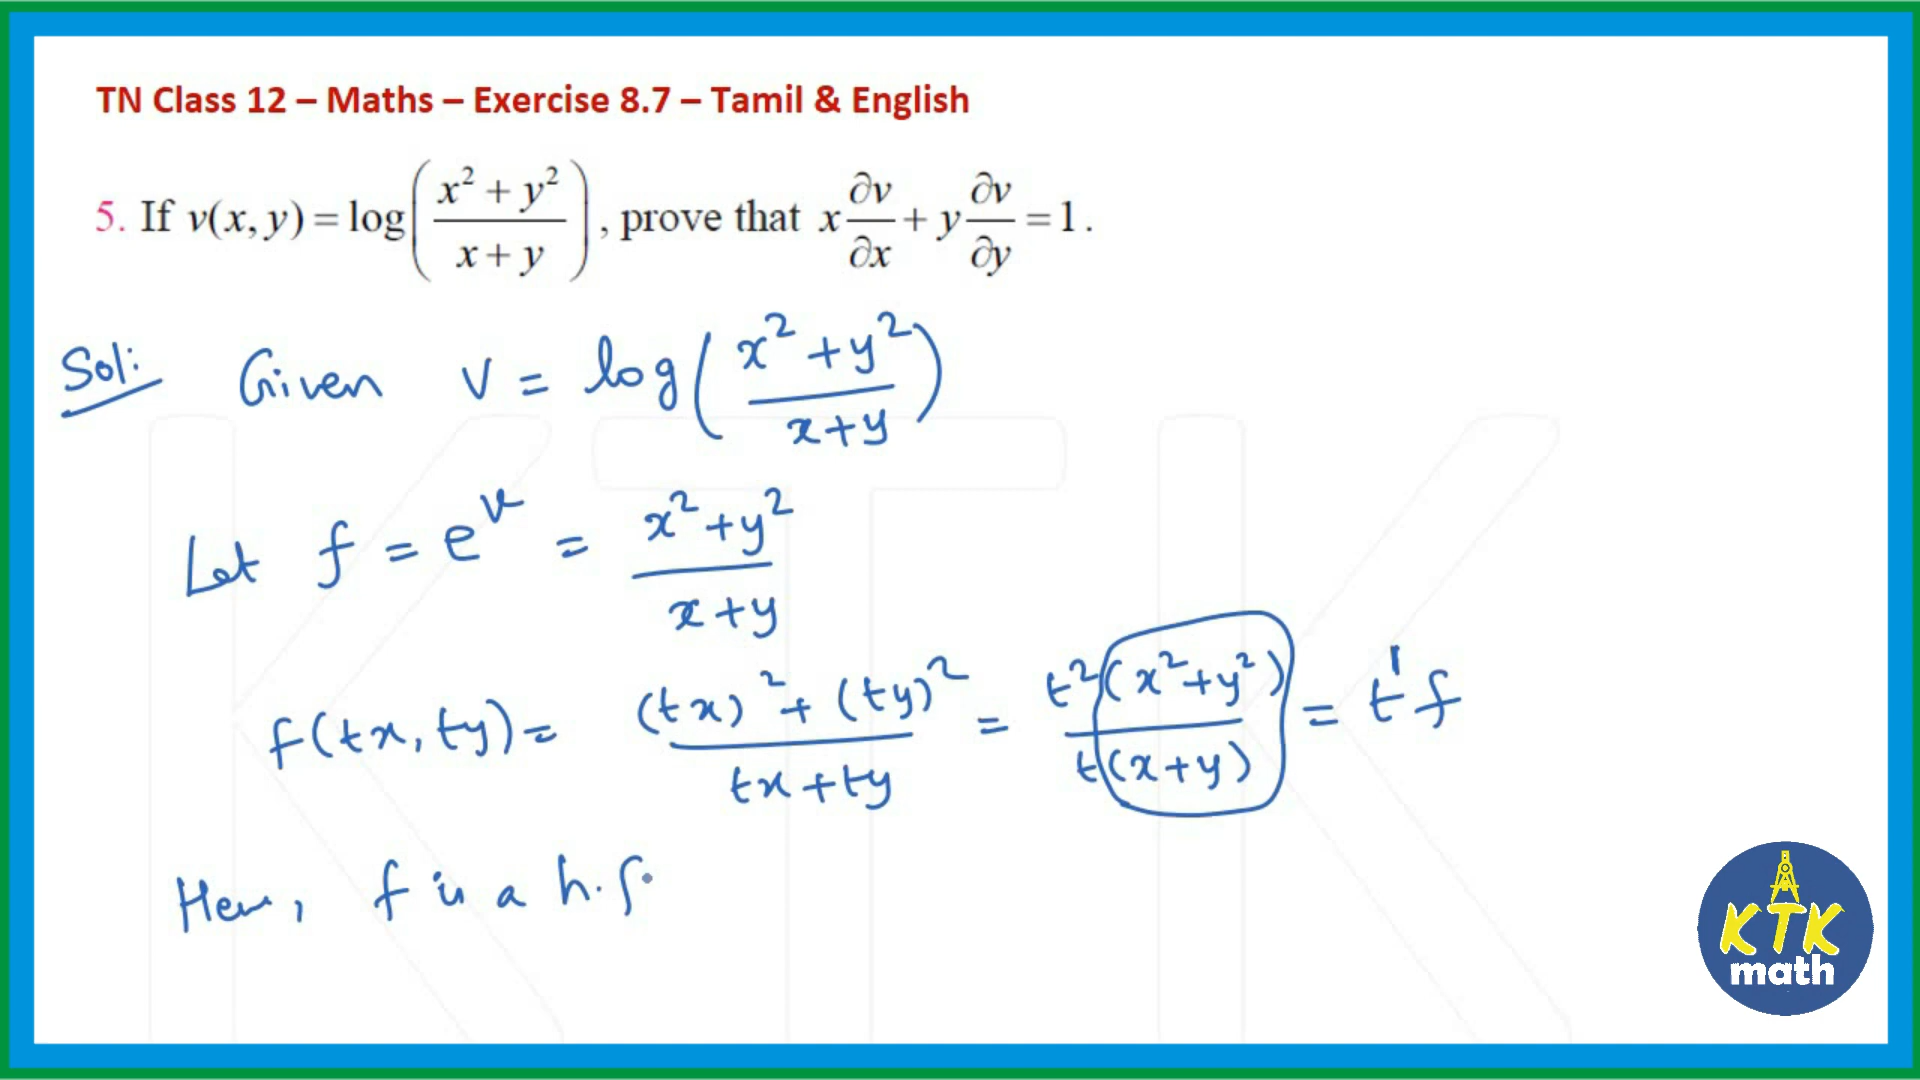 TN Class 12 – Maths – Exercise 8.7 – Tamil & English
5. If v(x, y) = log((x² + y²)/(x + y)), prove that x ∂v/∂x + y ∂v/∂y = 1.
Sol: Given v = log((x² + y²)/(x+y))
Let f = e^v = (x² + y²)/(x+y)
f(tx, ty) = ((tx)² + (ty)²)/(tx+ty) = t²(x²+y²)/t(x+y) = t¹f
Here, f is a h.f.
KTK
math
KTK